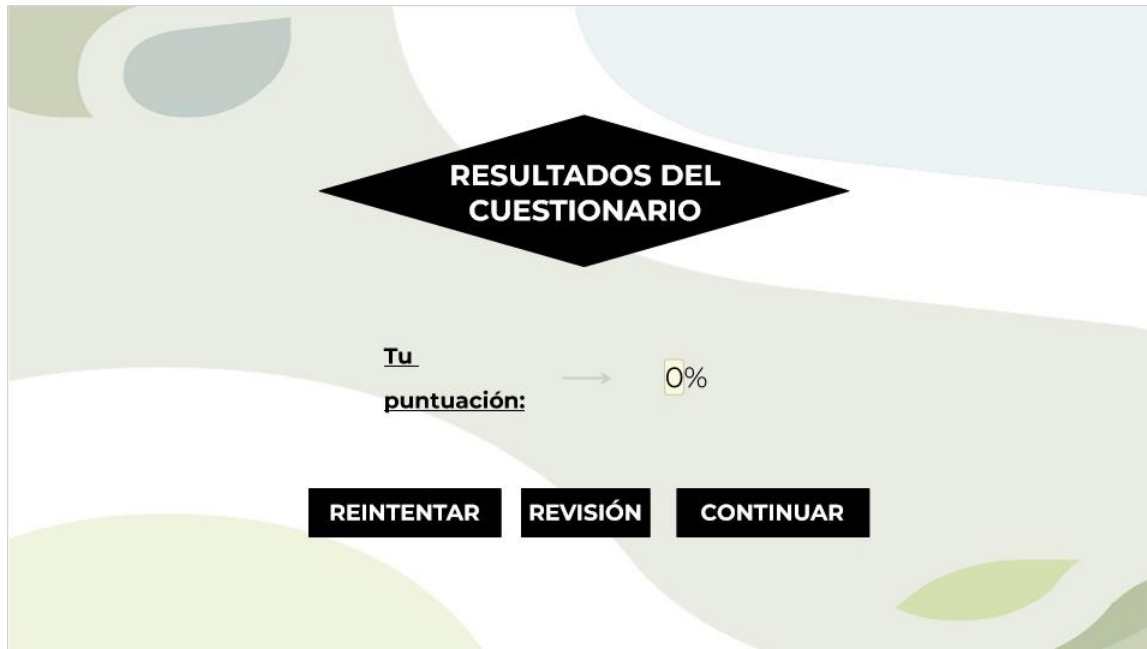 RESULTADOS DEL
CUESTIONARIO
Tu
puntuación:
0%
REINTENTAR
REVISIÓN
CONTINUAR